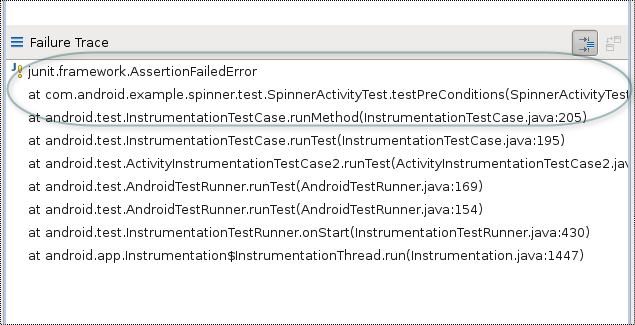 Failure Trace
junit.framework.AssertionFailedError
at com.android.example.spinner.test.SpinnerActivityTest.testPreConditions(SpinnerActivityTest
at android.test.InstrumentationTestCase.runMethod(InstrumentationTestCase.java:205)
at android.test.InstrumentationTestCase.runTest(InstrumentationTestCase.java:195)
at android.test.ActivityInstrumentationTestCase2.runTest(ActivityInstrumentationTestCase2.java
at android.test.AndroidTestRunner.runTest(AndroidTestRunner.java:169)
at android.test.AndroidTestRunner.runTest(AndroidTestRunner.java:154)
at android.test.InstrumentationTestRunner.onStart(InstrumentationTestRunner.java:430)
at android.app.Instrumentation$InstrumentationThread.run(Instrumentation.java:1447)